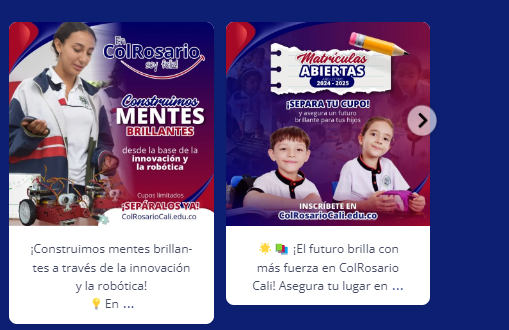 En
ColRosario
soy feliz!
Construimos
MENTES
BRILLANTES
desde la base de la
innovación y
la robótica
Cupos limitados
¡SEPÁRALOS YA!
ColRosarioCali.edu.co
¡Construimos mentes brillan-
tes a través de la innovación
y la robótica!
💡 En ...
Matrículas
ABIERTAS
2024 - 2025
¡SEPARA TU CUPO!
y asegura un futuro
brillante para tus hijos
INSCRÍBETE EN
ColRosarioCali.edu.co
🌟 📚 ¡El futuro brilla con
más fuerza en ColRosario
Cali! Asegura tu lugar en ...